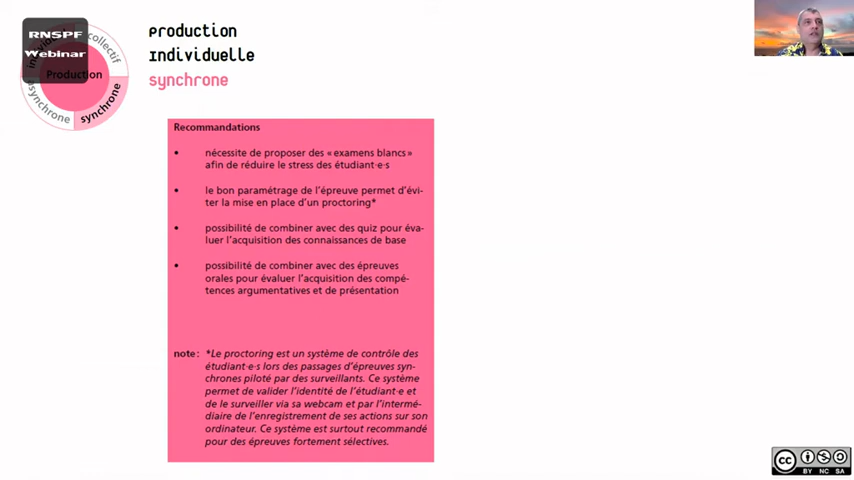 RNSPF
Webinar
collectif
Production
synchrone
synchrone
Production
Individuelle
synchrone
Recommandations
• nécessite de proposer des « examens blancs »
afin de réduire le stress des étudiant·e·s
• le bon paramétrage de l'épreuve permet d'évi-
ter la mise en place d'un proctoring*
• possibilité de combiner avec des quiz pour éva-
luer l'acquisition des connaissances de base
• possibilité de combiner avec des épreuves
orales pour évaluer l'acquisition des compé-
tences argumentatives et de présentation
note : *Le proctoring est un système de contrôle des
étudiant·e·s lors des passages d'épreuves syn-
chrones piloté par des surveillants. Ce système
permet de valider l'identité de l'étudiant·e et
de le surveiller via sa webcam et par l'intermé-
diaire de l'enregistrement de ses actions sur son
ordinateur. Ce système est surtout recommandé
pour des épreuves fortement sélectives.
cc
BY NC SA